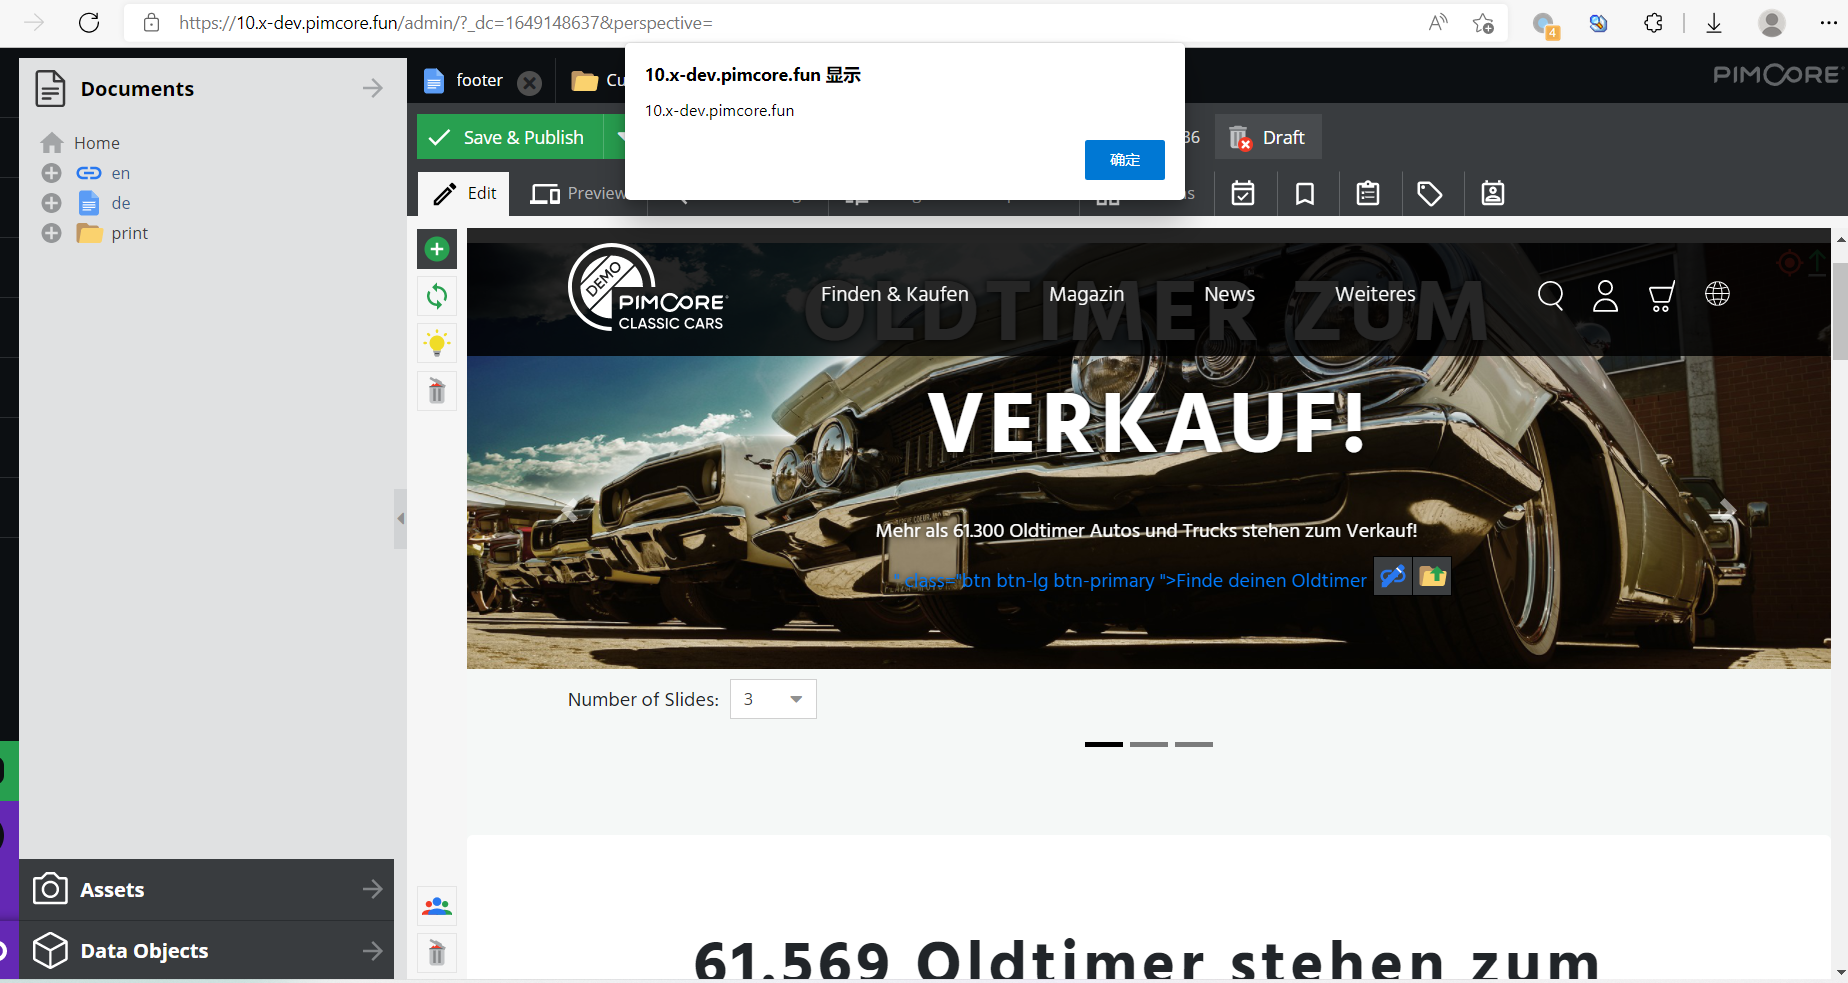 https://10.x-dev.pimcore.fun/admin/?_dc=1649148637&perspective=
4
10.x-dev.pimcore.fun 显示
10.x-dev.pimcore.fun
确定
Documents
Home
en
de
print
footer
Cu
PIMCORE
Save & Publish
36
Draft
Edit
Preview
DEMO
PIMCORE
CLASSIC CARS
Finden & Kaufen
Magazin
News
Weiteres
OLDTIMER ZUM
VERKAUF!
Mehr als 61.300 Oldtimer Autos und Trucks stehen zum Verkauf!
" class="btn btn-lg btn-primary ">Finde deinen Oldtimer
Number of Slides:
3
61.569 Oldtimer stehen zum
Assets
Data Objects